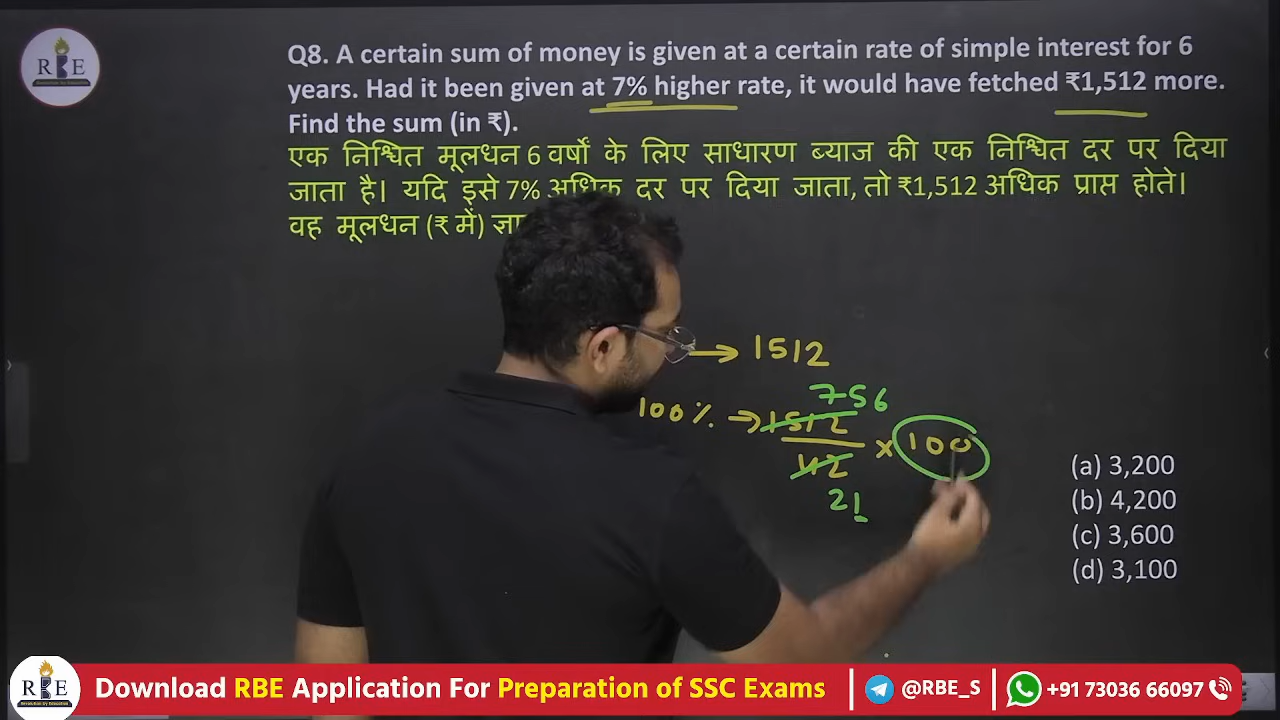 RBE
Q8. A certain sum of money is given at a certain rate of simple interest for 6
years. Had it been given at 7% higher rate, it would have fetched ₹1,512 more.
Find the sum (in ₹).
एक निश्चित मूलधन 6 वर्षों के लिए साधारण ब्याज की एक निश्चित दर पर दिया
जाता है। यदि इसे 7% अधिक दर पर दिया जाता, तो ₹1,512 अधिक प्राप्त होते।
वह मूलधन (₹ में)
→ 1512
756
100% → 1512
× 100
42
21
(a) 3,200
(b) 4,200
(c) 3,600
(d) 3,100
RBE
Download RBE Application For Preparation of SSC Exams
@RBE_S
+91 73036 66097